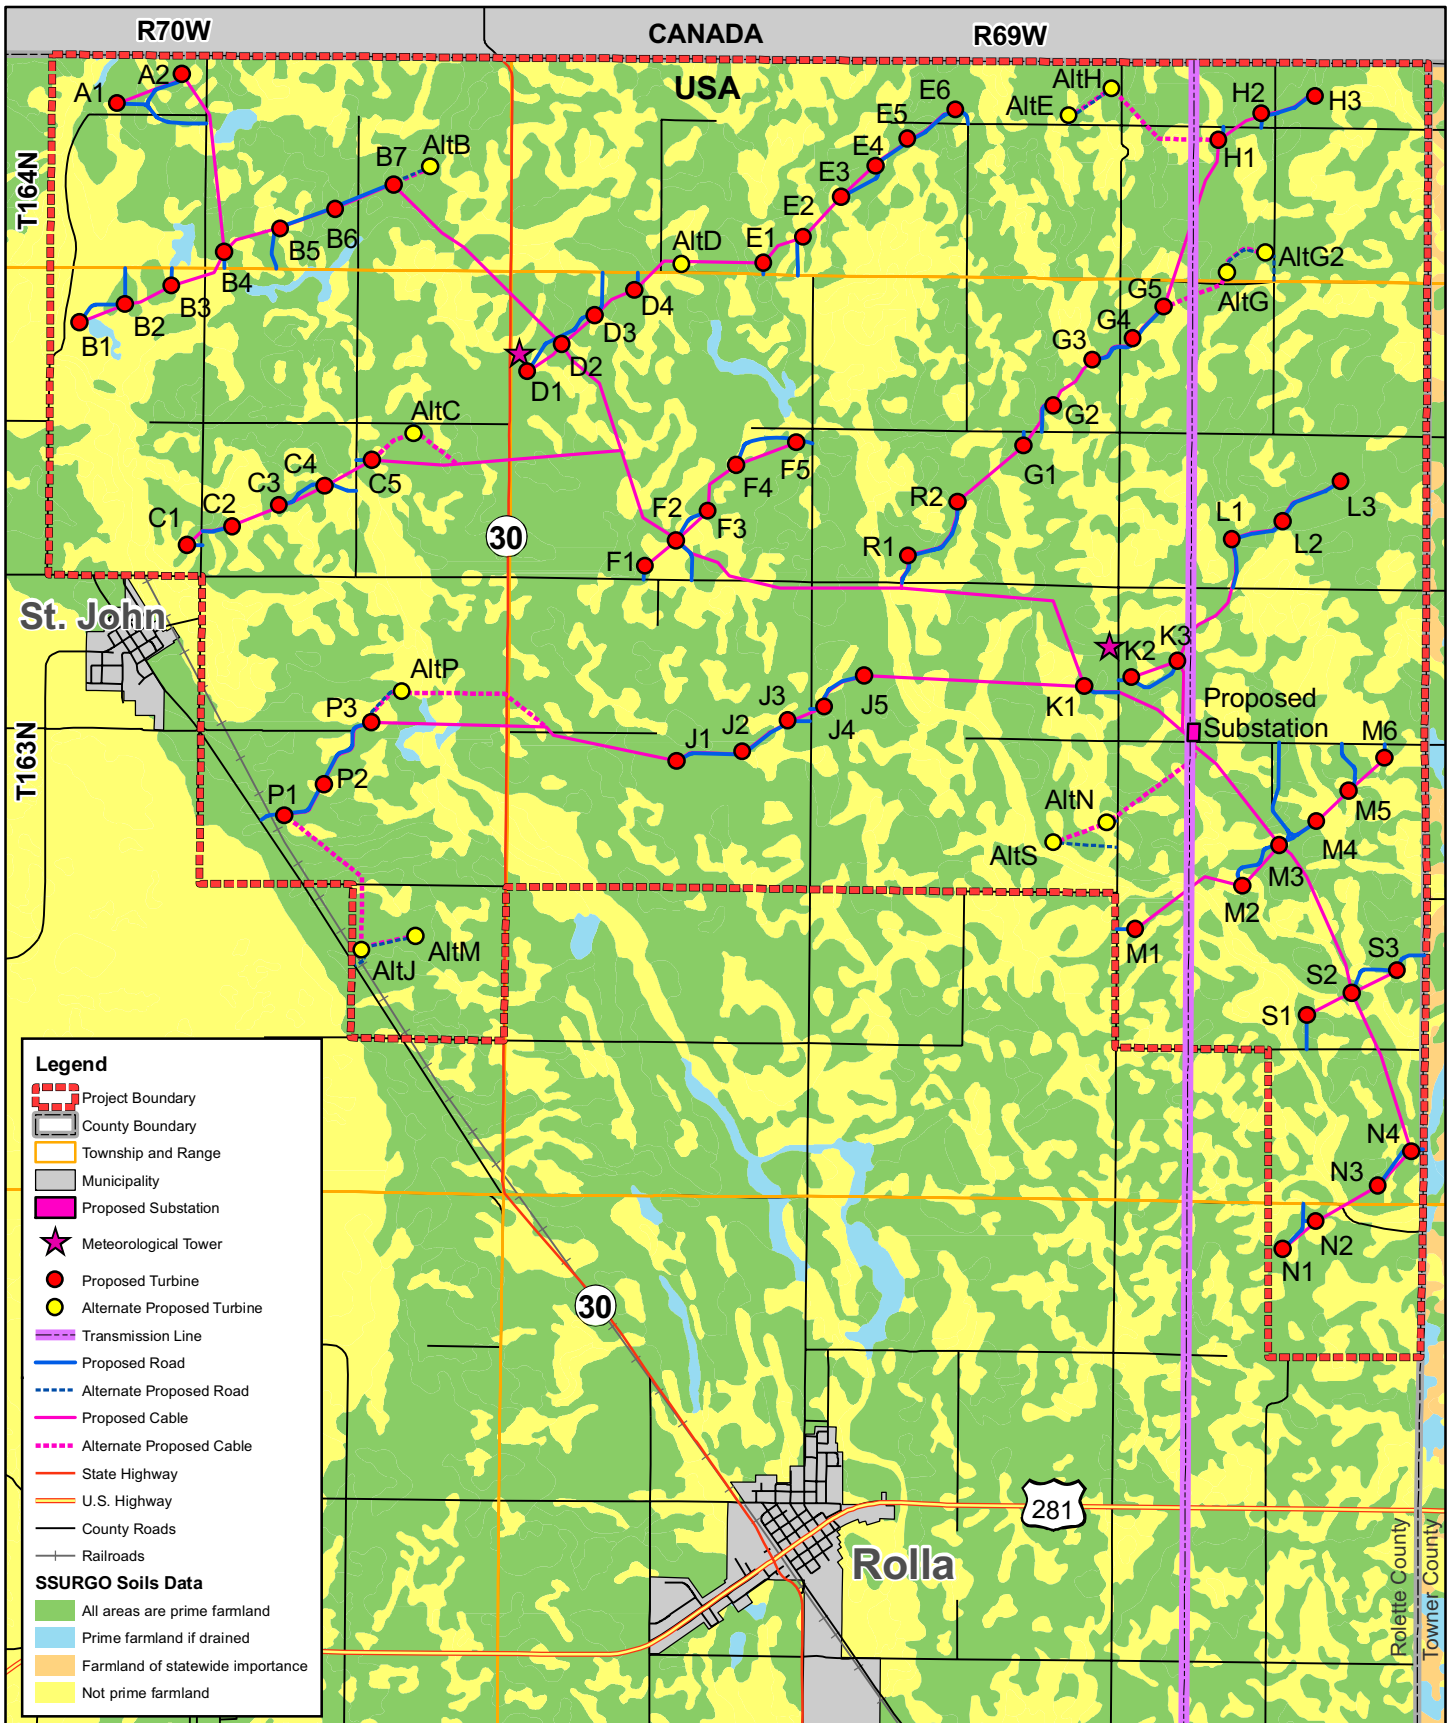 R70W
CANADA
R69W
USA
T164N
T163N
A1
A2
AltH
AltE
E6
H2
H3
E5
H1
B7
AltB
E4
E3
E2
B6
B5
B4
AltD
E1
AltG2
AltG
B3
B2
B1
D4
D3
D2
D1
G5
G4
G3
G2
G1
AltC
C5
C4
C3
C2
C1
F5
F4
F3
F2
F1
R2
R1
L3
L1
L2
30
St. John
AltP
P3
P2
P1
J1
J2
J3
J4
J5
K1
K2
K3
Proposed
Substation
M6
M5
M4
M3
M2
M1
AltN
AltS
AltM
AltJ
S3
S2
S1
N4
N3
N2
N1
30
281
Rolla
Rolette County
Towner County
Legend
Project Boundary
County Boundary
Township and Range
Municipality
Proposed Substation
Meteorological Tower
Proposed Turbine
Alternate Proposed Turbine
Transmission Line
Proposed Road
Alternate Proposed Road
Proposed Cable
Alternate Proposed Cable
State Highway
U.S. Highway
County Roads
Railroads
SSURGO Soils Data
All areas are prime farmland
Prime farmland if drained
Farmland of statewide importance
Not prime farmland